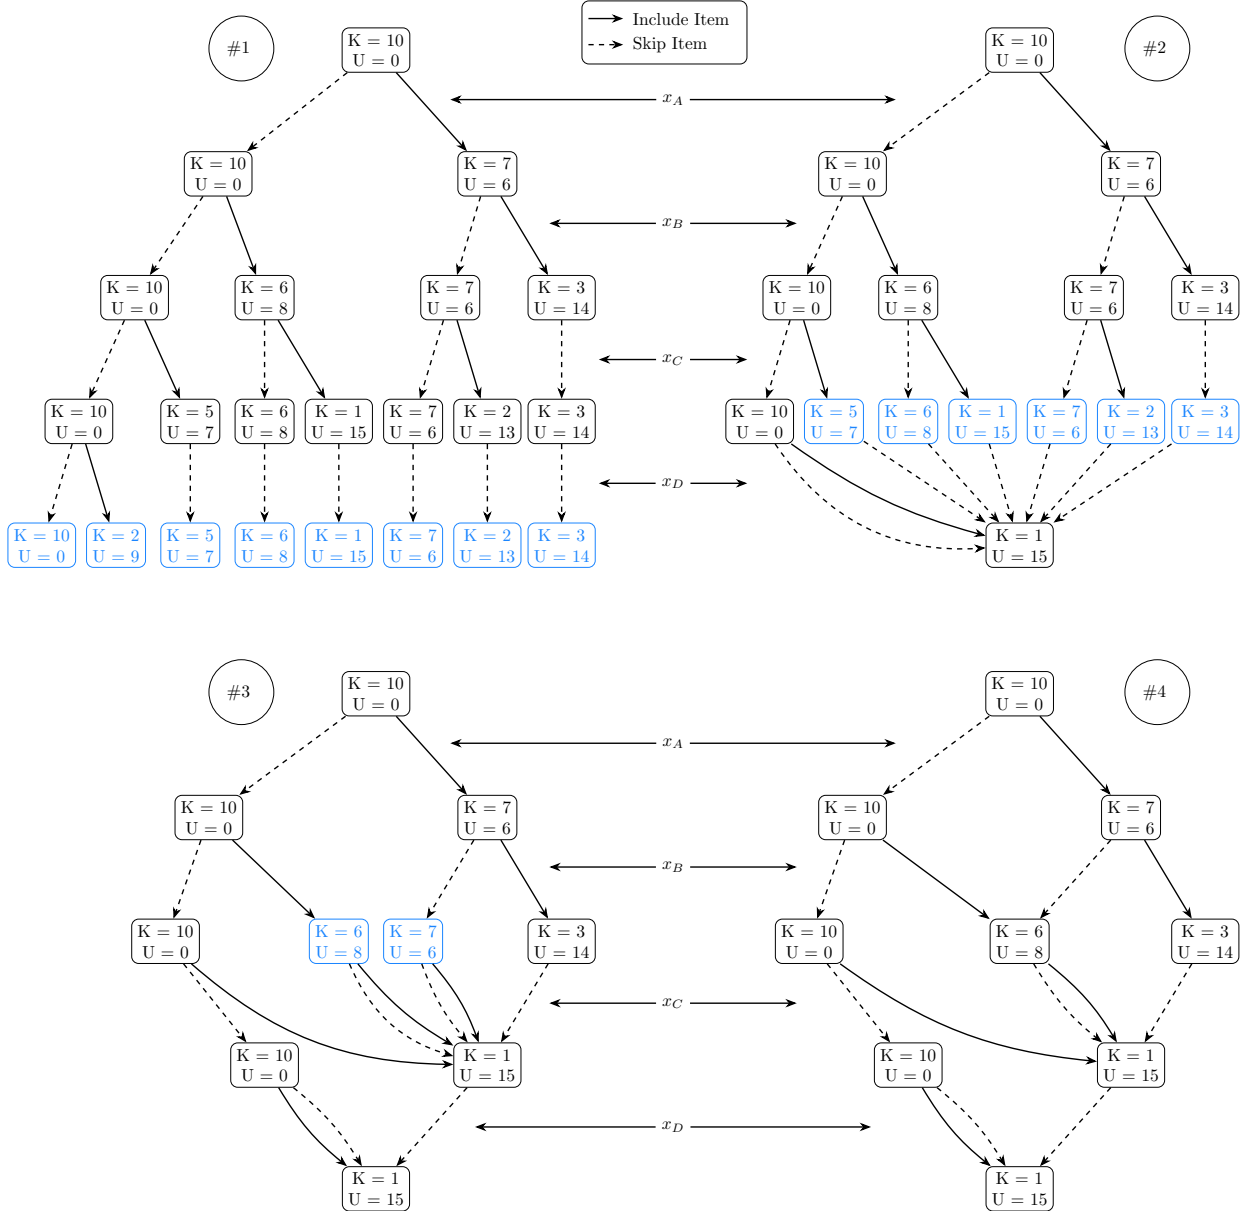 #1
K = 10
U = 0
Include Item
Skip Item
K = 10
U = 0
#2
x_A
K = 10
U = 0
K = 7
U = 6
K = 10
U = 0
K = 7
U = 6
x_B
K = 10
U = 0
K = 6
U = 8
K = 7
U = 6
K = 3
U = 14
K = 10
U = 0
K = 6
U = 8
K = 7
U = 6
K = 3
U = 14
x_C
K = 10
U = 0
K = 5
U = 7
K = 6
U = 8
K = 1
U = 15
K = 7
U = 6
K = 2
U = 13
K = 3
U = 14
K = 10
U = 0
K = 5
U = 7
K = 6
U = 8
K = 1
U = 15
K = 7
U = 6
K = 2
U = 13
K = 3
U = 14
x_D
K = 10
U = 0
K = 2
U = 9
K = 5
U = 7
K = 6
U = 8
K = 1
U = 15
K = 7
U = 6
K = 2
U = 13
K = 3
U = 14
K = 1
U = 15
#3
K = 10
U = 0
K = 10
U = 0
#4
x_A
K = 10
U = 0
K = 7
U = 6
K = 10
U = 0
K = 7
U = 6
x_B
K = 10
U = 0
K = 6
U = 8
K = 7
U = 6
K = 3
U = 14
K = 10
U = 0
K = 6
U = 8
K = 3
U = 14
x_C
K = 10
U = 0
K = 1
U = 15
K = 10
U = 0
K = 1
U = 15
x_D
K = 1
U = 15
K = 1
U = 15